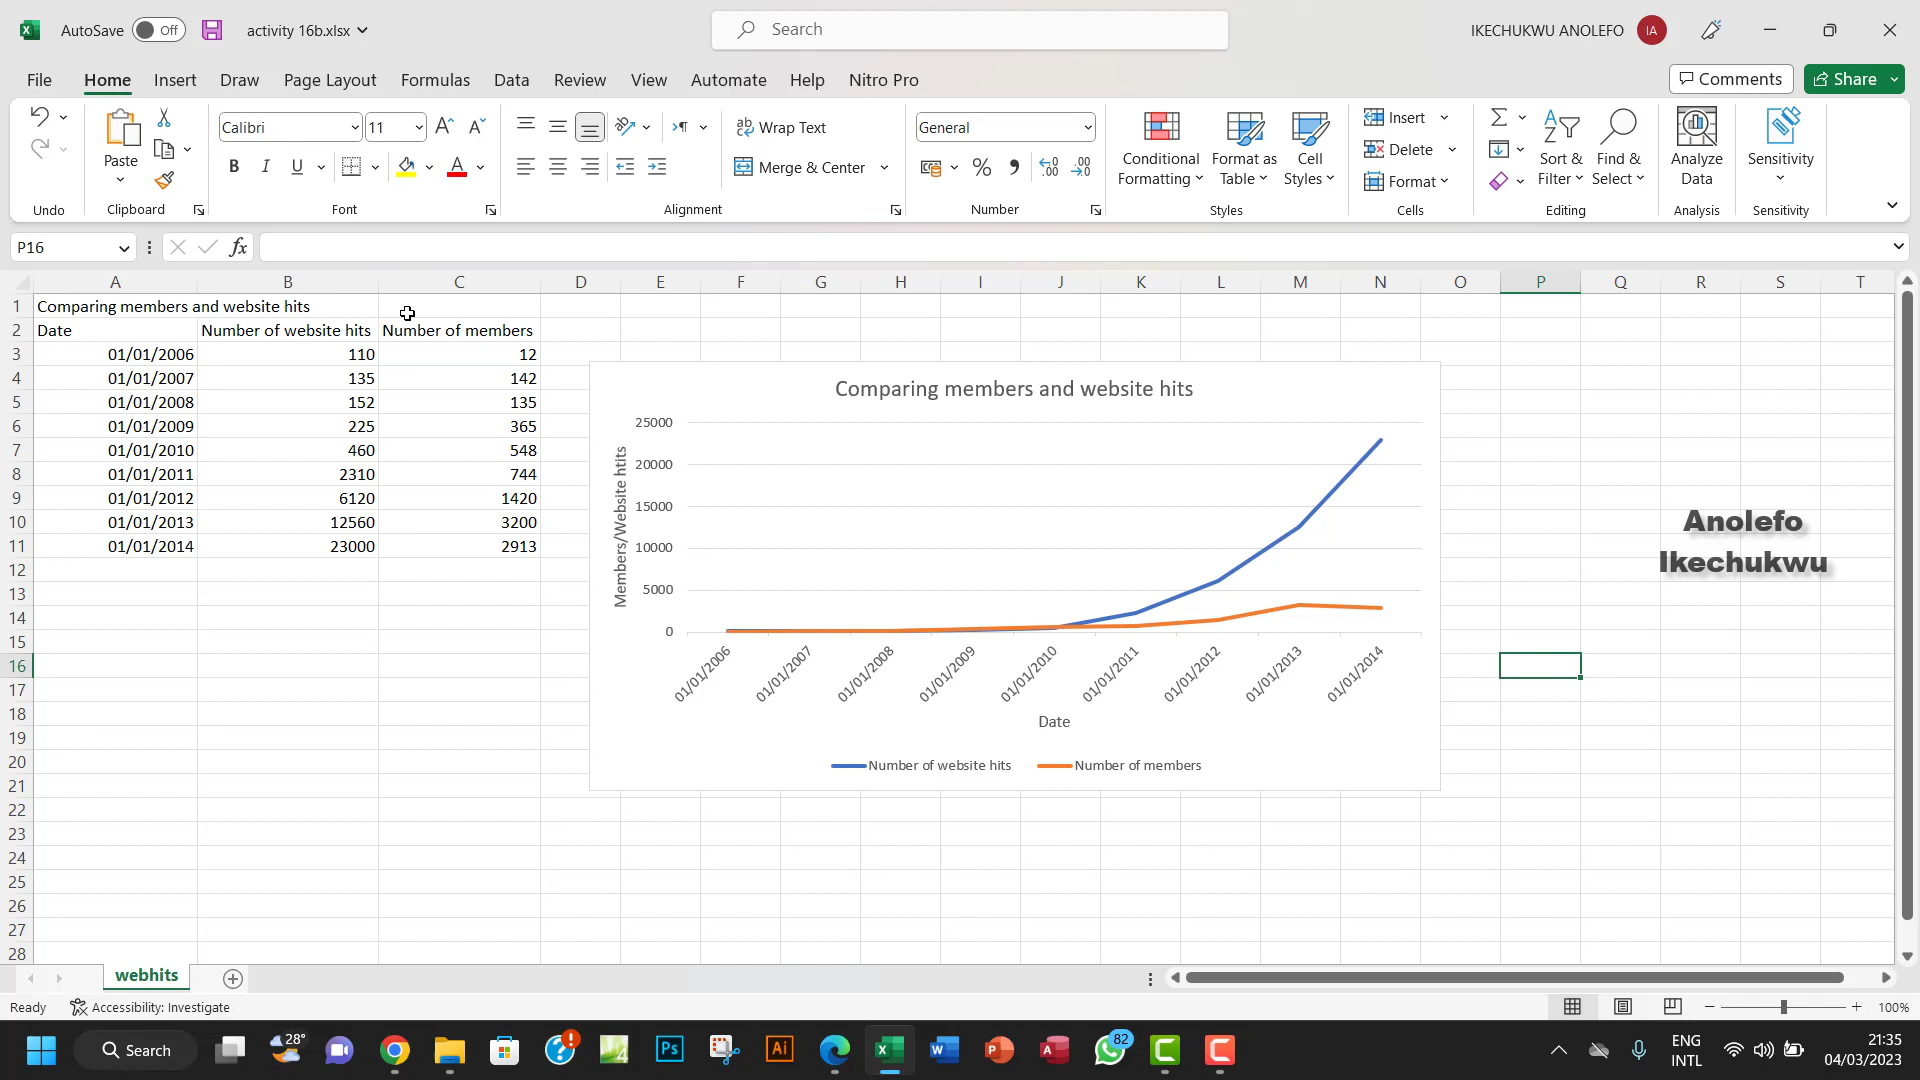 AutoSave Off activity 16b.xlsx Search IKECHUKWU ANOLEFO IA
File Home Insert Draw Page Layout Formulas Data Review View Automate Help Nitro Pro Comments Share
Calibri 11 Wrap Text General Insert
Paste B I U A Merge & Center % Conditional Formatting Format as Table Cell Styles Delete Format Sort & Filter Find & Select Analyze Data Sensitivity
Undo Clipboard Font Alignment Number Styles Cells Editing Analysis Sensitivity
P16 fx
A B C D E F G H I J K L M N O P Q R S T
1 Comparing members and website hits
2 Date Number of website hits Number of members
3 01/01/2006 110 12
4 01/01/2007 135 142
5 01/01/2008 152 135
6 01/01/2009 225 365
7 01/01/2010 460 548
8 01/01/2011 2310 744
9 01/01/2012 6120 1420
10 01/01/2013 12560 3200
11 01/01/2014 23000 2913
12
13
14
15
16
17
18
19
20
21
22
23
24
25
26
27
28
Comparing members and website hits
Members/Website htits
25000
20000
15000
10000
5000
0
01/01/2006 01/01/2007 01/01/2008 01/01/2009 01/01/2010 01/01/2011 01/01/2012 01/01/2013 01/01/2014
Date
Number of website hits Number of members
Anolefo
Ikechukwu
webhits
Ready Accessibility: Investigate 100%
Search 28° Ps Ai W P A 82 C C ENG 21:35
INTL 04/03/2023